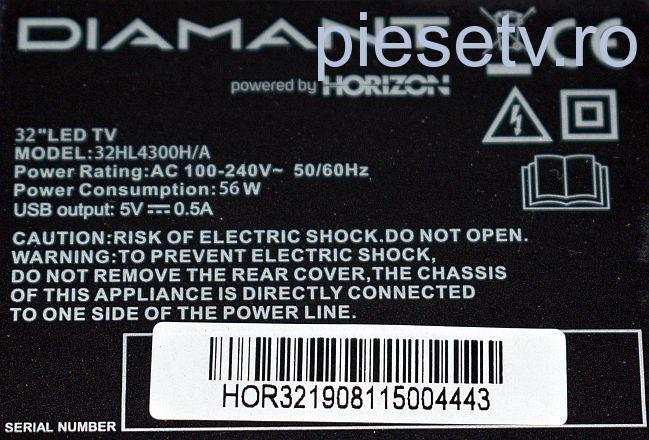 DIAMANT
piesetv.ro
powered by HORIZON
32"LED TV
MODEL:32HL4300H/A
Power Rating:AC 100-240V~ 50/60Hz
Power Consumption:56W
USB output: 5V⎓0.5A
CAUTION:RISK OF ELECTRIC SHOCK.DO NOT OPEN.
WARNING:TO PREVENT ELECTRIC SHOCK,
DO NOT REMOVE THE REAR COVER,THE CHASSIS
OF THIS APPLIANCE IS DIRECTLY CONNECTED
TO ONE SIDE OF THE POWER LINE.
HOR321908115004443
SERIAL NUMBER